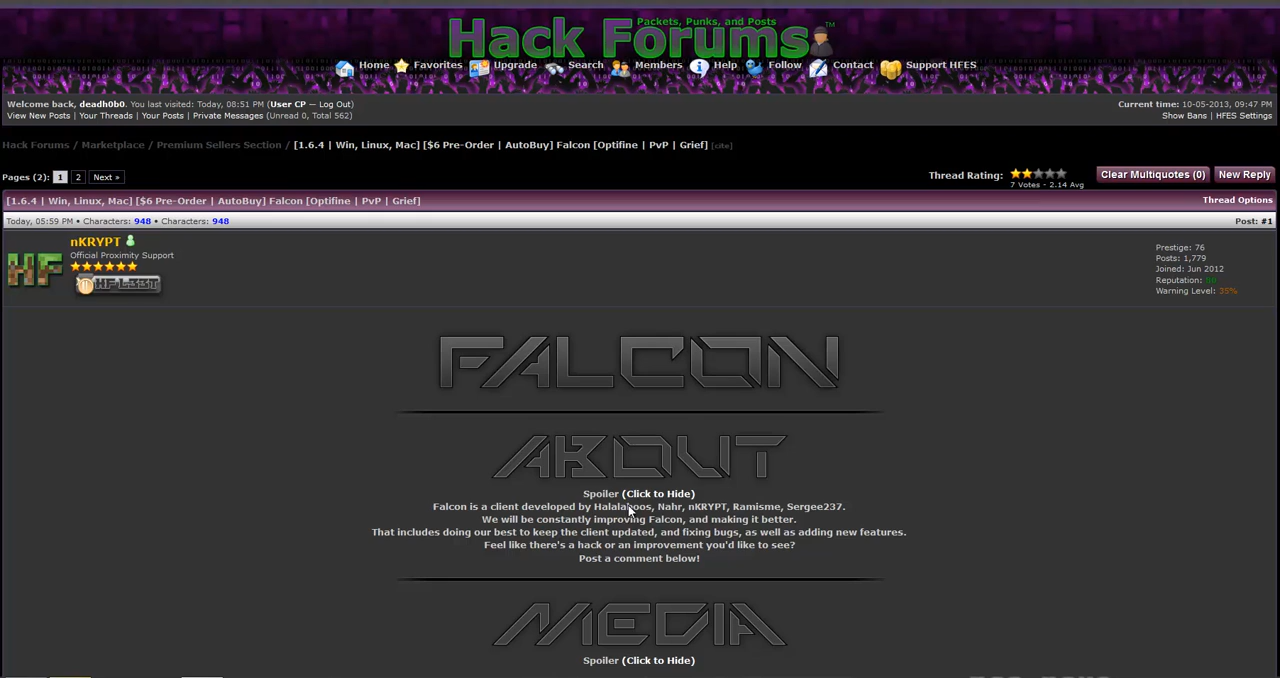 Packets, Punks, and Posts
Hack Forums TM
Home Favorites Upgrade Search Members Help Follow Contact Support HFES
Welcome back, deadh0b0. You last visited: Today, 08:51 PM (User CP — Log Out)
Current time: 10-05-2013, 09:47 PM
View New Posts | Your Threads | Your Posts | Private Messages (Unread 0, Total 562)
Show Bans | HFES Settings
Hack Forums / Marketplace / Premium Sellers Section / [1.6.4 | Win, Linux, Mac] [$6 Pre-Order | AutoBuy] Falcon [Optifine | PvP | Grief] [cite]
Pages (2): 1 2 Next »
Thread Rating:
7 Votes - 2.14 Avg
Clear Multiquotes (0) New Reply
[1.6.4 | Win, Linux, Mac] [$6 Pre-Order | AutoBuy] Falcon [Optifine | PvP | Grief]
Thread Options
Today, 05:59 PM • Characters: 948 • Characters: 948
Post: #1
nKRYPT
Official Proximity Support
HF
HF L33T
Prestige: 76
Posts: 1,779
Joined: Jun 2012
Reputation:
Warning Level: 35%
FALCON
ABOUT
Spoiler (Click to Hide)
Falcon is a client developed by Halalaboos, Nahr, nKRYPT, Ramisme, Sergee237.
We will be constantly improving Falcon, and making it better.
That includes doing our best to keep the client updated, and fixing bugs, as well as adding new features.
Feel like there's a hack or an improvement you'd like to see?
Post a comment below!
MEDIA
Spoiler (Click to Hide)